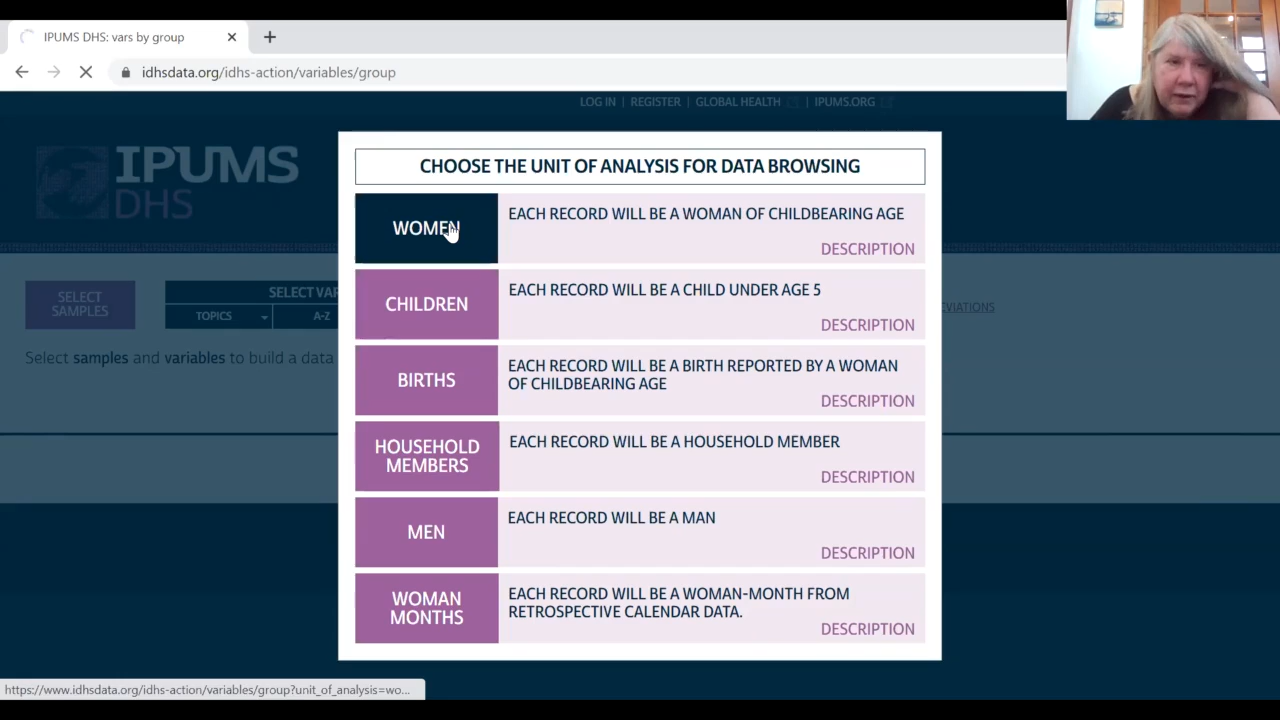 IPUMS DHS: vars by group
idhsdata.org/idhs-action/variables/group
LOG IN | REGISTER | GLOBAL HEALTH | IPUMS.ORG
IPUMS
DHS
CHOOSE THE UNIT OF ANALYSIS FOR DATA BROWSING
WOMEN
EACH RECORD WILL BE A WOMAN OF CHILDBEARING AGE
DESCRIPTION
CHILDREN
EACH RECORD WILL BE A CHILD UNDER AGE 5
DESCRIPTION
BIRTHS
EACH RECORD WILL BE A BIRTH REPORTED BY A WOMAN
OF CHILDBEARING AGE
DESCRIPTION
HOUSEHOLD
MEMBERS
EACH RECORD WILL BE A HOUSEHOLD MEMBER
DESCRIPTION
MEN
EACH RECORD WILL BE A MAN
DESCRIPTION
WOMAN
MONTHS
EACH RECORD WILL BE A WOMAN-MONTH FROM
RETROSPECTIVE CALENDAR DATA.
DESCRIPTION
SELECT
SAMPLES
SELECT VAR
TOPICS
A-Z
EVIATIONS
Select samples and variables to build a data
https://www.idhsdata.org/idhs-action/variables/group?unit_of_analysis=wo...